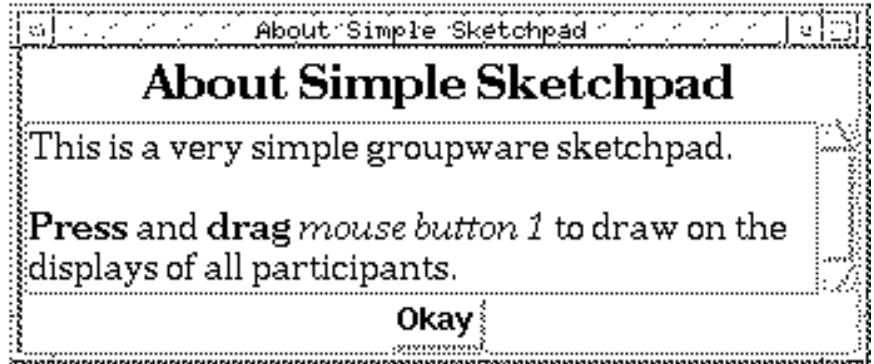 About Simple Sketchpad
About Simple Sketchpad
This is a very simple groupware sketchpad.
Press and drag mouse button 1 to draw on the
displays of all participants.
Okay